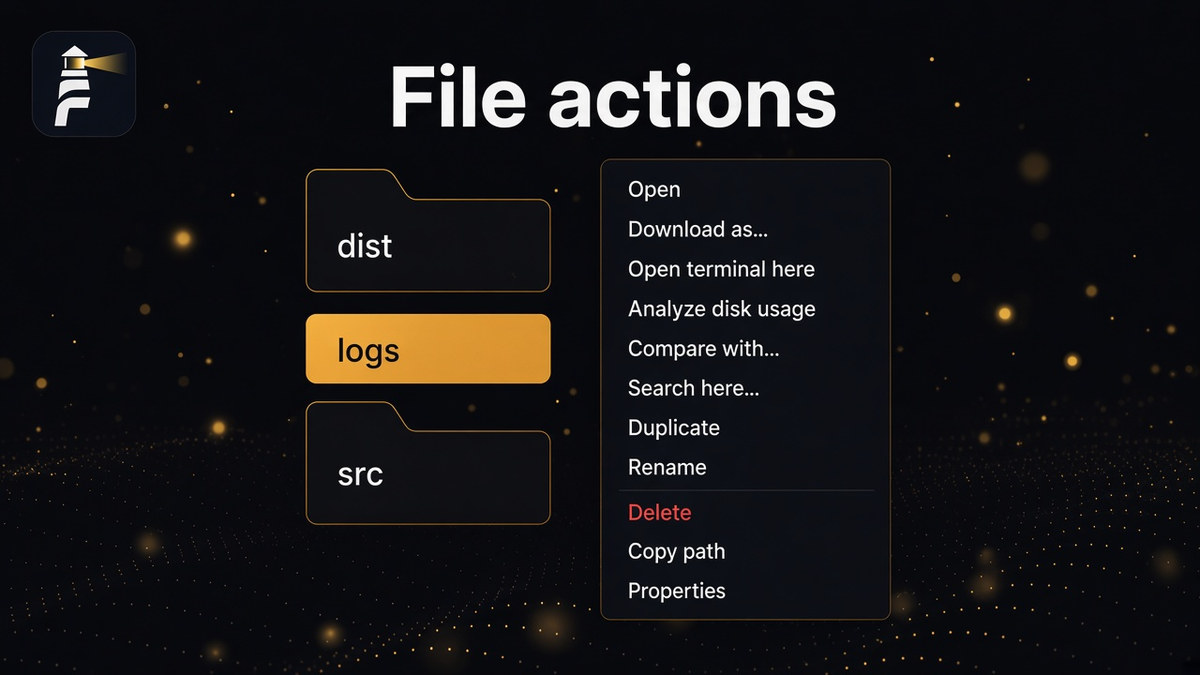 File actions
dist
logs
src
Open
Download as...
Open terminal here
Analyze disk usage
Compare with...
Search here...
Duplicate
Rename
Delete
Copy path
Properties